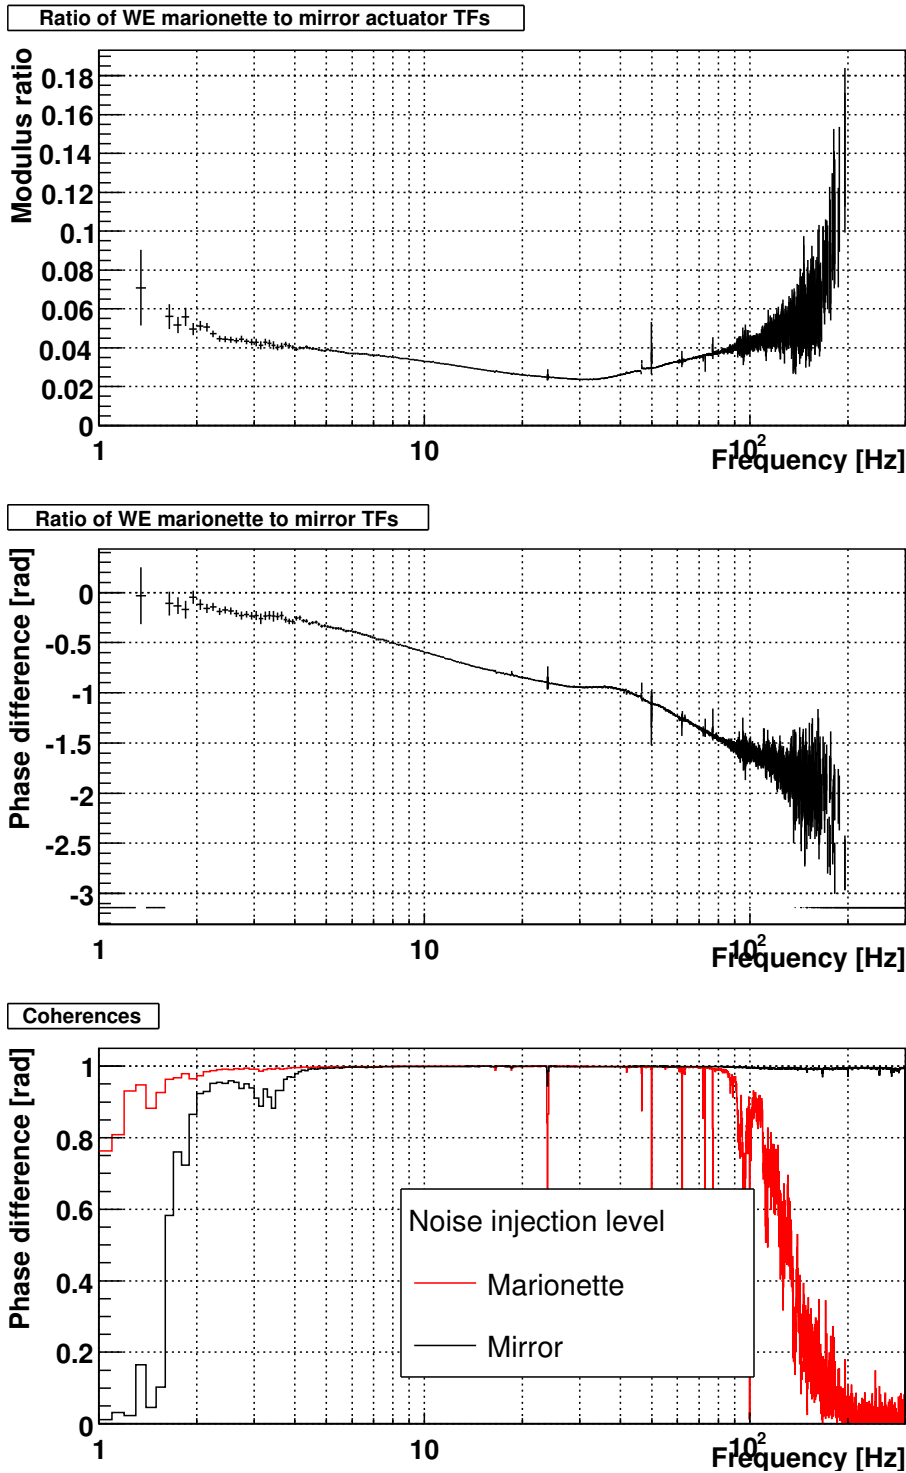 Ratio of WE marionette to mirror actuator TFs
Modulus ratio
0.18
0.16
0.14
0.12
0.1
0.08
0.06
0.04
0.02
0
1 10 10²
Frequency [Hz]
Ratio of WE marionette to mirror TFs
Phase difference [rad]
0
-0.5
-1
-1.5
-2
-2.5
-3
1 10 10²
Frequency [Hz]
Coherences
Phase difference [rad]
1
0.8
0.6
0.4
0.2
0
Noise injection level
Marionette
Mirror
1 10 10²
Frequency [Hz]